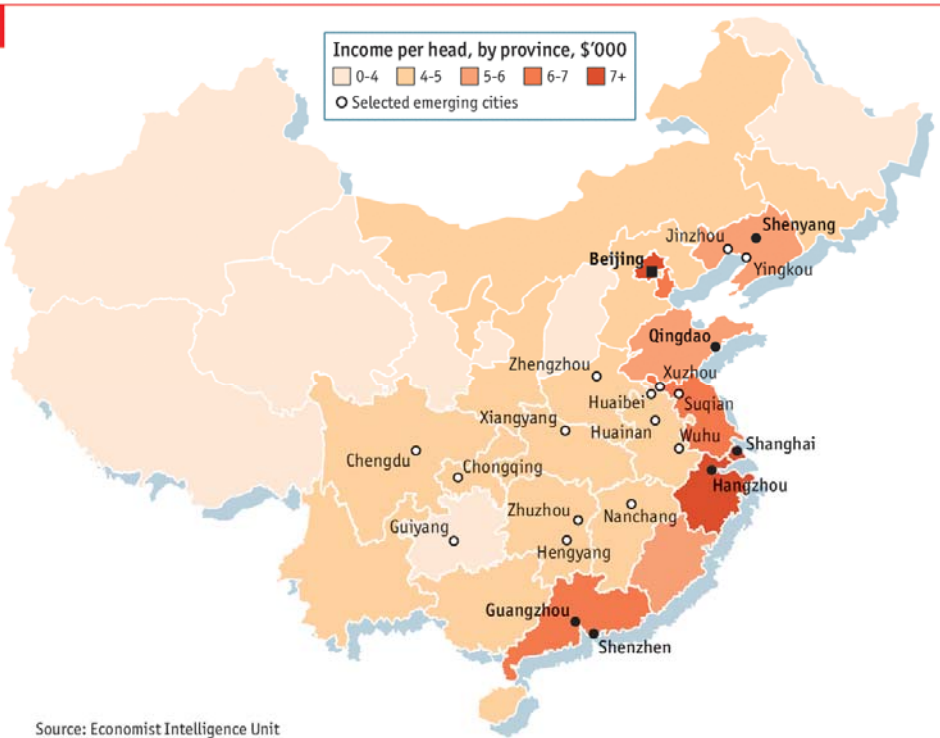 Income per head, by province, $'000
0-4 4-5 5-6 6-7 7+
Selected emerging cities
Shenyang
Jinzhou
Beijing
Yingkou
Qingdao
Zhengzhou
Xuzhou
Huaibei
Suqian
Xiangyang
Huainan
Wuhu
Shanghai
Chengdu
Chongqing
Hangzhou
Zhuzhou
Nanchang
Guiyang
Hengyang
Guangzhou
Shenzhen
Source: Economist Intelligence Unit